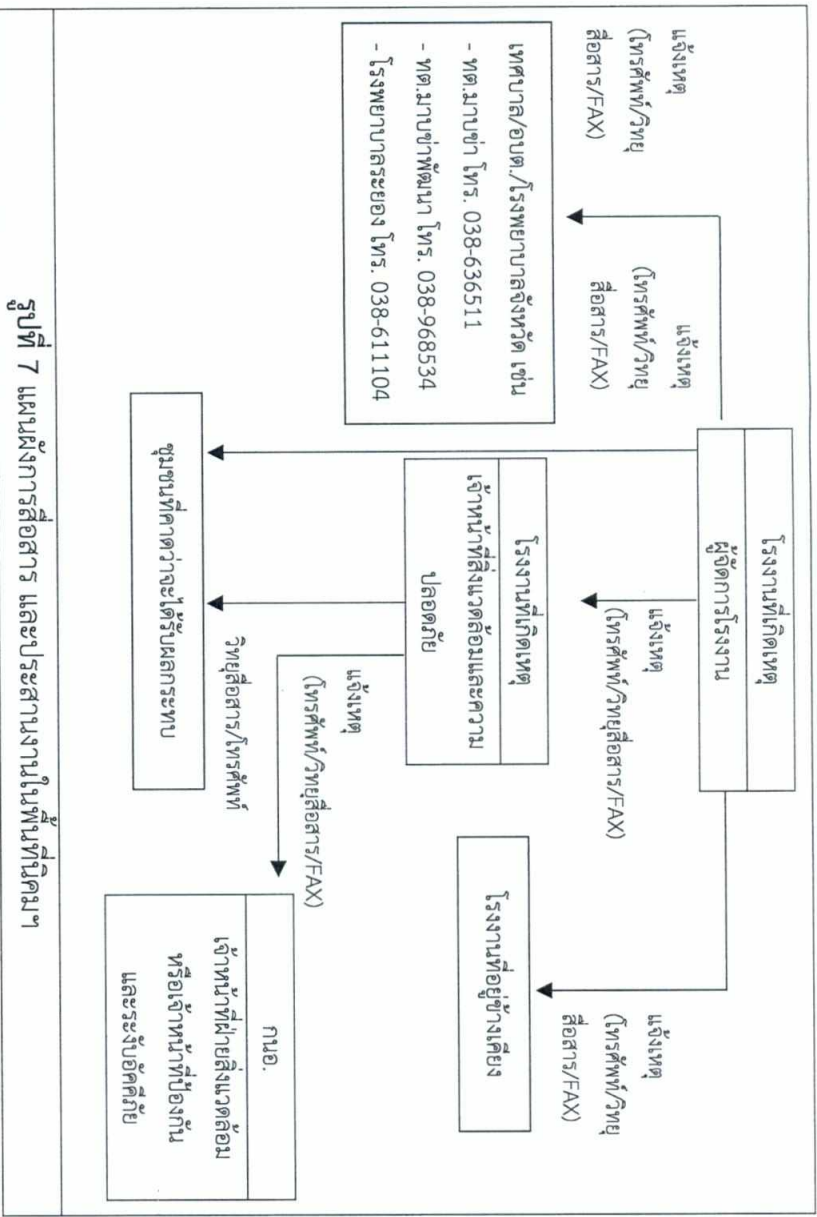 โรงงานที่เกิดเหตุ
ผู้จัดการโรงงาน
แจ้งเหตุ
(โทรศัพท์/วิทยุ
สื่อสาร/FAX)
แจ้งเหตุ
(โทรศัพท์/วิทยุ
สื่อสาร/FAX)
แจ้งเหตุ
(โทรศัพท์/วิทยุสื่อสาร/FAX)
แจ้งเหตุ
(โทรศัพท์/วิทยุ
สื่อสาร/FAX)
เทศบาล/อบต./โรงพยาบาลจังหวัด เช่น
- ทต.มาบข่า โทร. 038-636511
- ทต.มาบข่าพัฒนา โทร. 038-968534
- โรงพยาบาลระยอง โทร. 038-611104
โรงงานที่เกิดเหตุ
เจ้าหน้าที่สิ่งแวดล้อมและความ
ปลอดภัย
โรงงานที่อยู่ข้างเคียง
แจ้งเหตุ
(โทรศัพท์/วิทยุสื่อสาร/FAX)
วิทยุสื่อสาร/โทรศัพท์
ชุมชนที่คาดว่าจะได้รับผลกระทบ
กนอ.
เจ้าหน้าที่ฝ่ายสิ่งแวดล้อม
หรือเจ้าหน้าที่ป้องกัน
และระงับอัคคีภัย
รูปที่ 7 แผนผังการสื่อสาร และประสานงานในพื้นที่นิคมฯ